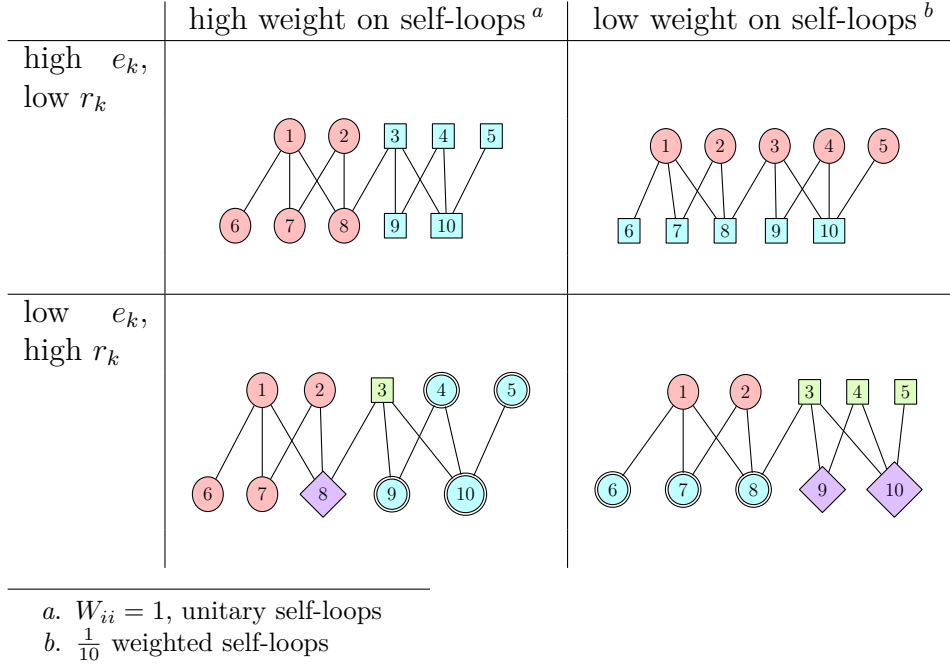 high weight on self-loops a low weight on self-loops b
high e_k,
low r_k
1 2 3 4 5
6 7 8 9 10
1 2 3 4 5
6 7 8 9 10
low e_k,
high r_k
1 2 3 4 5
6 7 8 9 10
1 2 3 4 5
6 7 8 9 10
a. W_{ii} = 1, unitary self-loops
b. 1/10 weighted self-loops